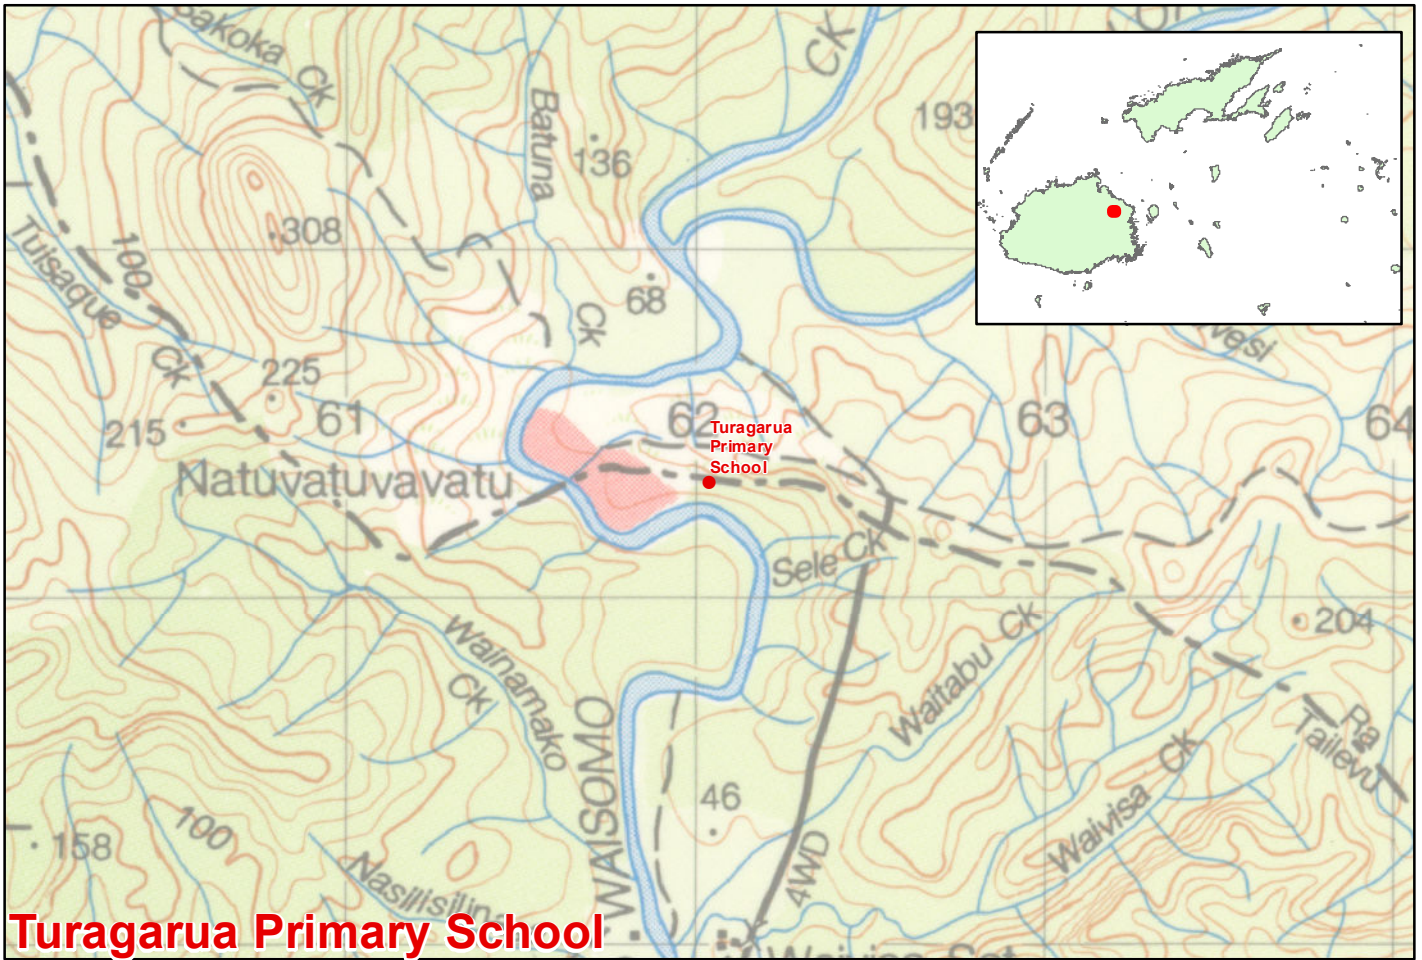 CK
193
Batuna
136
308
100
Tuisaque
Ck
68
Ck
Ck
225
215
61
62
63
64
Turagarua
Primary
School
Natuvatuvavatu
Sele Ck
204
Wainamako
Ck
Waitabu Ck
Ra
Tailevu
Waivisa Ck
WAISOMO
46
4WD
158
100
Nasilisilina
Turagarua Primary School